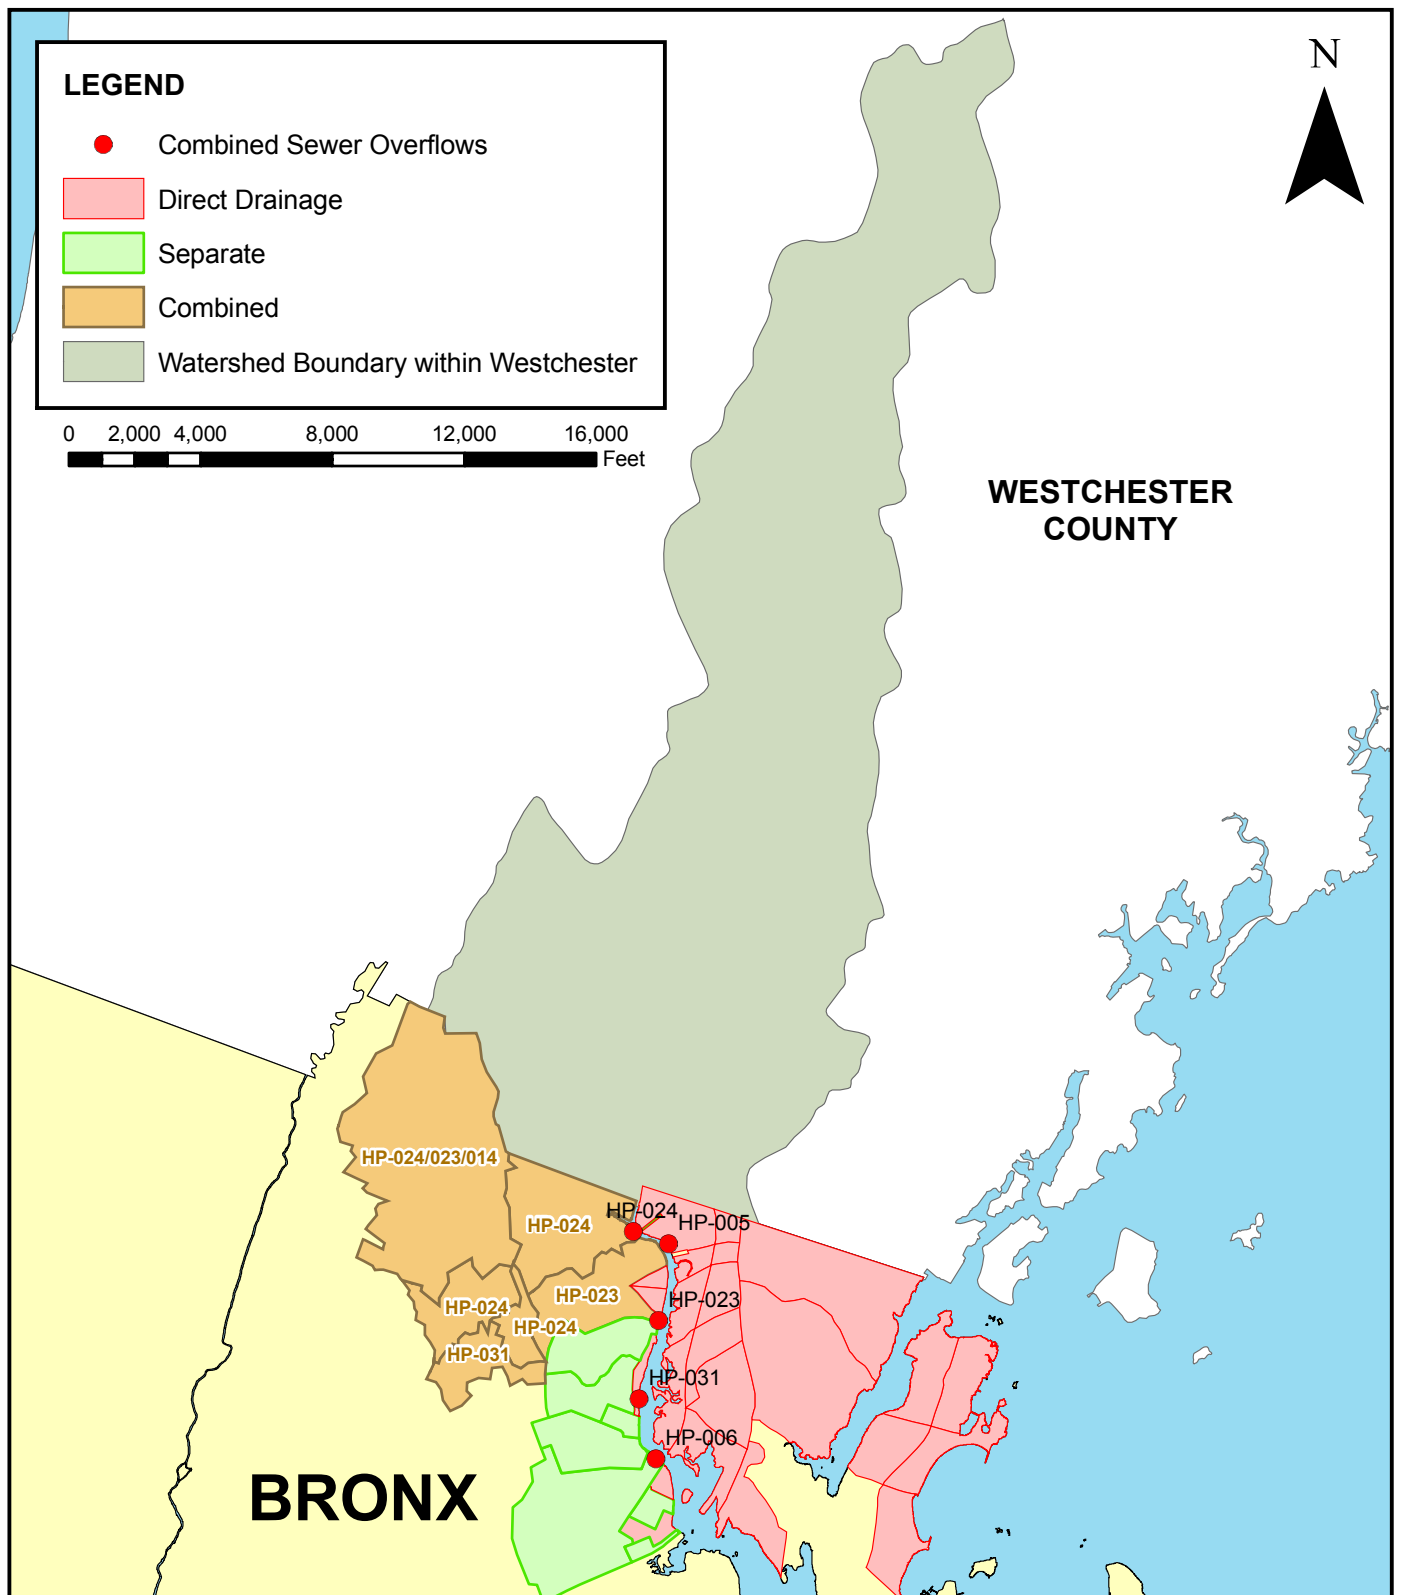 LEGEND
Combined Sewer Overflows
Direct Drainage
Separate
Combined
Watershed Boundary within Westchester
0 2,000 4,000 8,000 12,000 16,000
Feet
N
WESTCHESTER
COUNTY
HP-024/023/014
HP-024
HP-024
HP-005
HP-023
HP-023
HP-024
HP-024
HP-031
HP-031
HP-006
BRONX